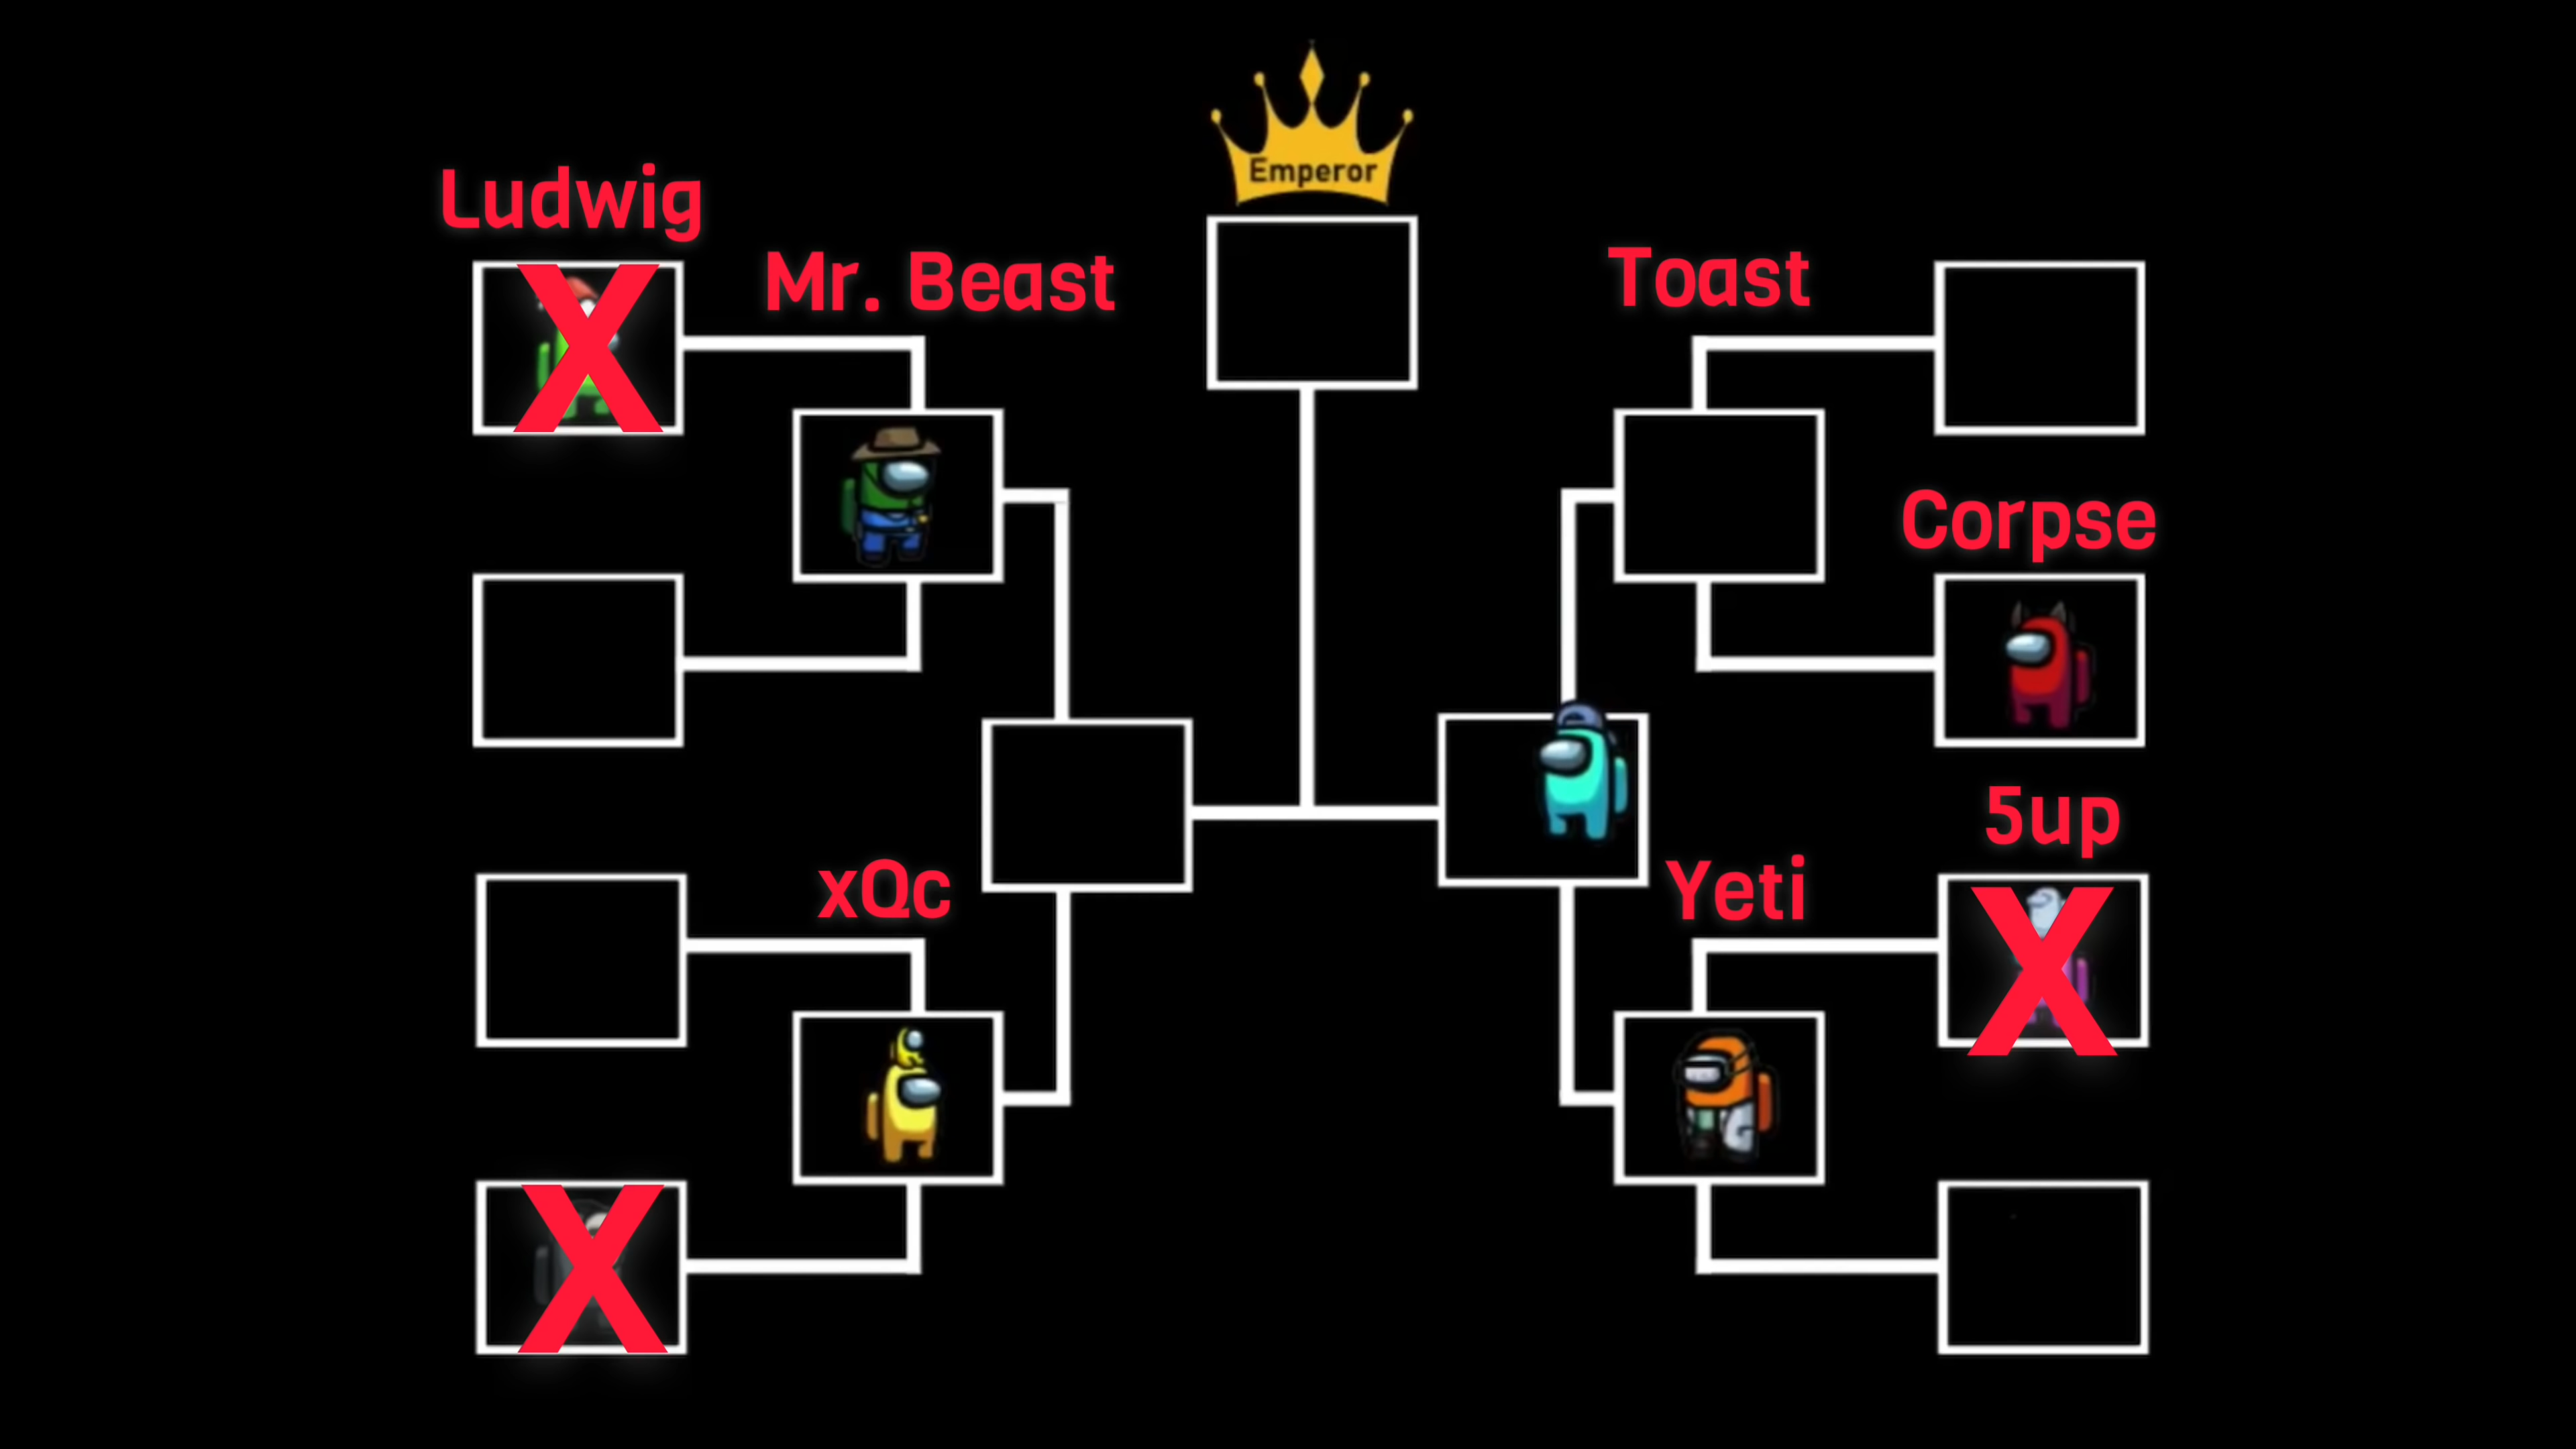 Emperor
Ludwig
Mr. Beast
Toast
Corpse
5up
xQc
Yeti
X
X
X